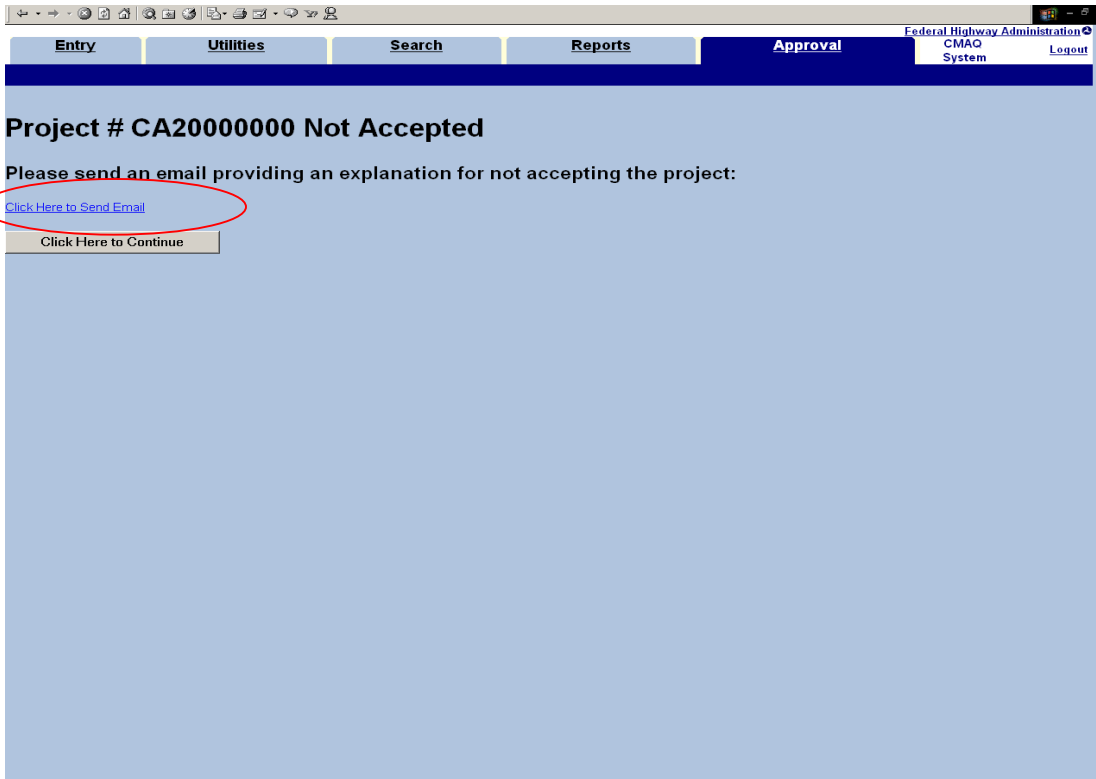 Federal Highway Administration
Entry Utilities Search Reports Approval CMAQ System Logout
Project # CA20000000 Not Accepted
Please send an email providing an explanation for not accepting the project:
Click Here to Send Email
Click Here to Continue